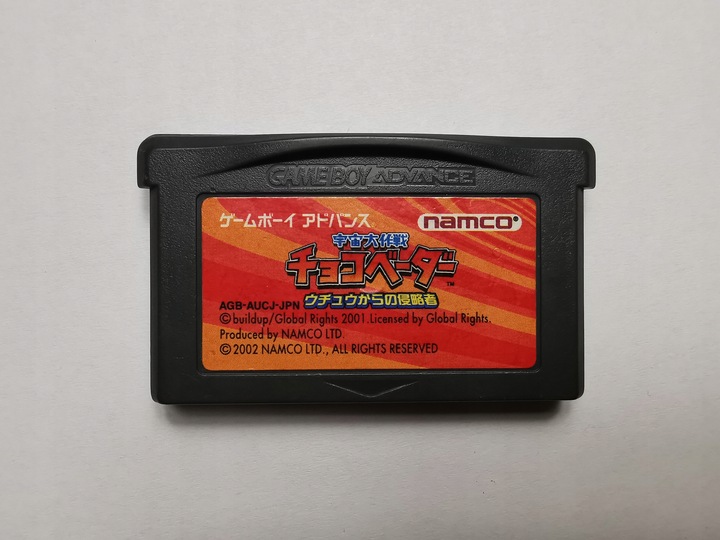 GAME BOY ADVANCE
ゲームボーイ アドバンス
namco
宇宙大作戦
チョコベーダー™
ウチュウからの侵略者
AGB-AUCJ-JPN
©buildup/Global Rights 2001.Licensed by Global Rights.
Produced by NAMCO LTD.
©2002 NAMCO LTD., ALL RIGHTS RESERVED